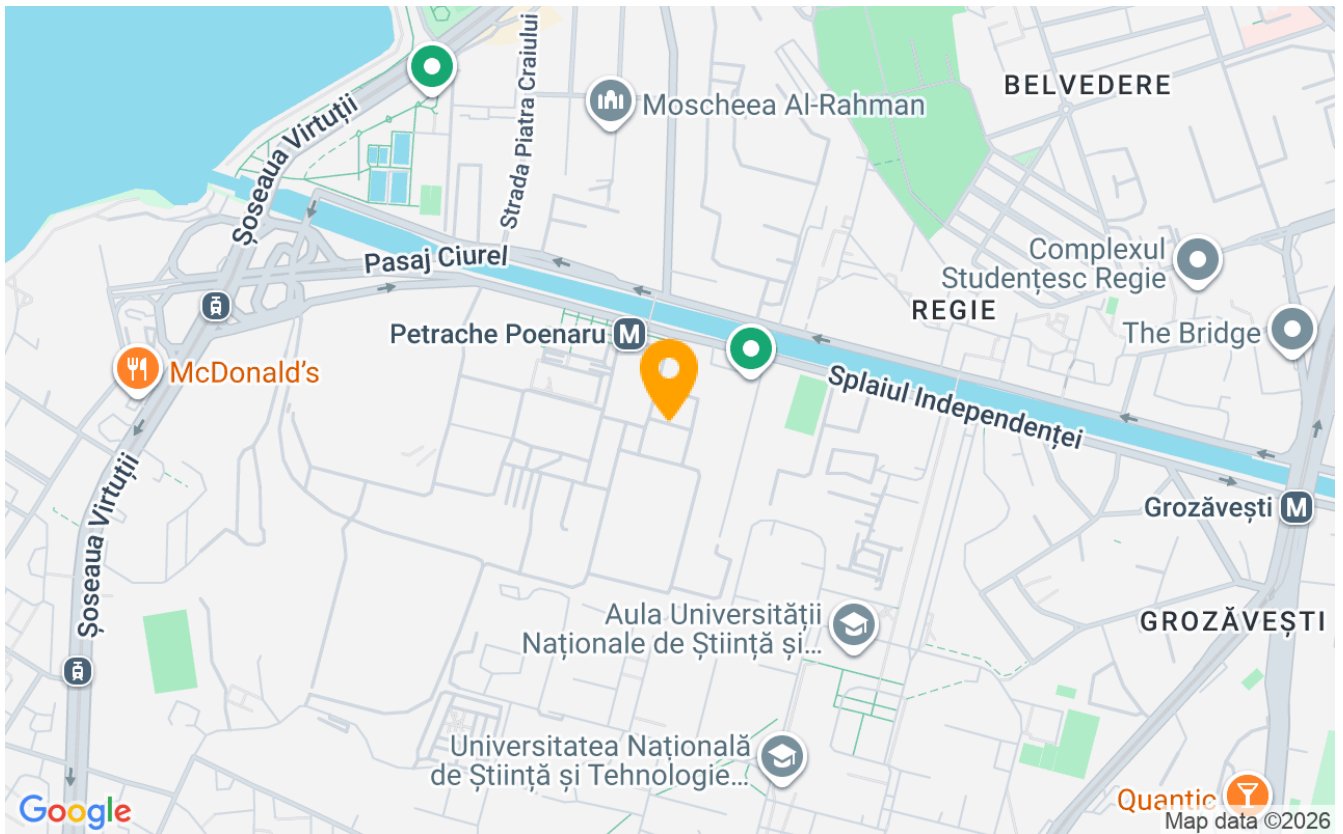 BELVEDERE
Moscheea Al-Rahman
Șoseaua Virtuții
Strada Piatra Craiului
Pasaj Ciurel
Complexul
Studențesc Regie
REGIE
Petrache Poenaru
M
The Bridge
McDonald's
Splaiul Independenței
Șoseaua Virtuții
Grozăvești
M
Aula Universității
Naționale de Știință și...
GROZĂVEȘTI
Universitatea Națională
de Știință și Tehnologie...
Quantic
Google
Map data ©2026